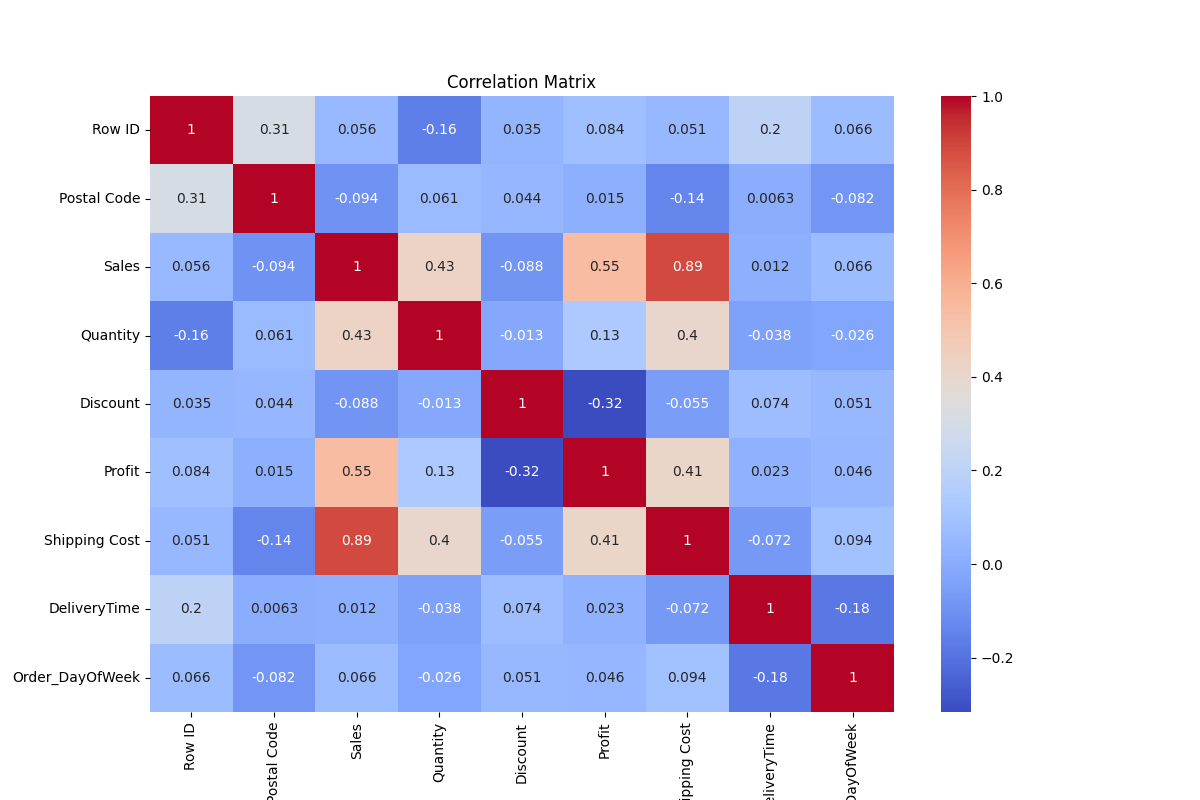 Correlation Matrix
Row ID 1 0.31 0.056 -0.16 0.035 0.084 0.051 0.2 0.066
Postal Code 0.31 1 -0.094 0.061 0.044 0.015 -0.14 0.0063 -0.082
Sales 0.056 -0.094 1 0.43 -0.088 0.55 0.89 0.012 0.066
Quantity -0.16 0.061 0.43 1 -0.013 0.13 0.4 -0.038 -0.026
Discount 0.035 0.044 -0.088 -0.013 1 -0.32 -0.055 0.074 0.051
Profit 0.084 0.015 0.55 0.13 -0.32 1 0.41 0.023 0.046
Shipping Cost 0.051 -0.14 0.89 0.4 -0.055 0.41 1 -0.072 0.094
DeliveryTime 0.2 0.0063 0.012 -0.038 0.074 0.023 -0.072 1 -0.18
Order_DayOfWeek 0.066 -0.082 0.066 -0.026 0.051 0.046 0.094 -0.18 1
Row ID
Postal Code
Sales
Quantity
Discount
Profit
ipping Cost
eliveryTime
DayOfWeek
1.0
0.8
0.6
0.4
0.2
0.0
−0.2